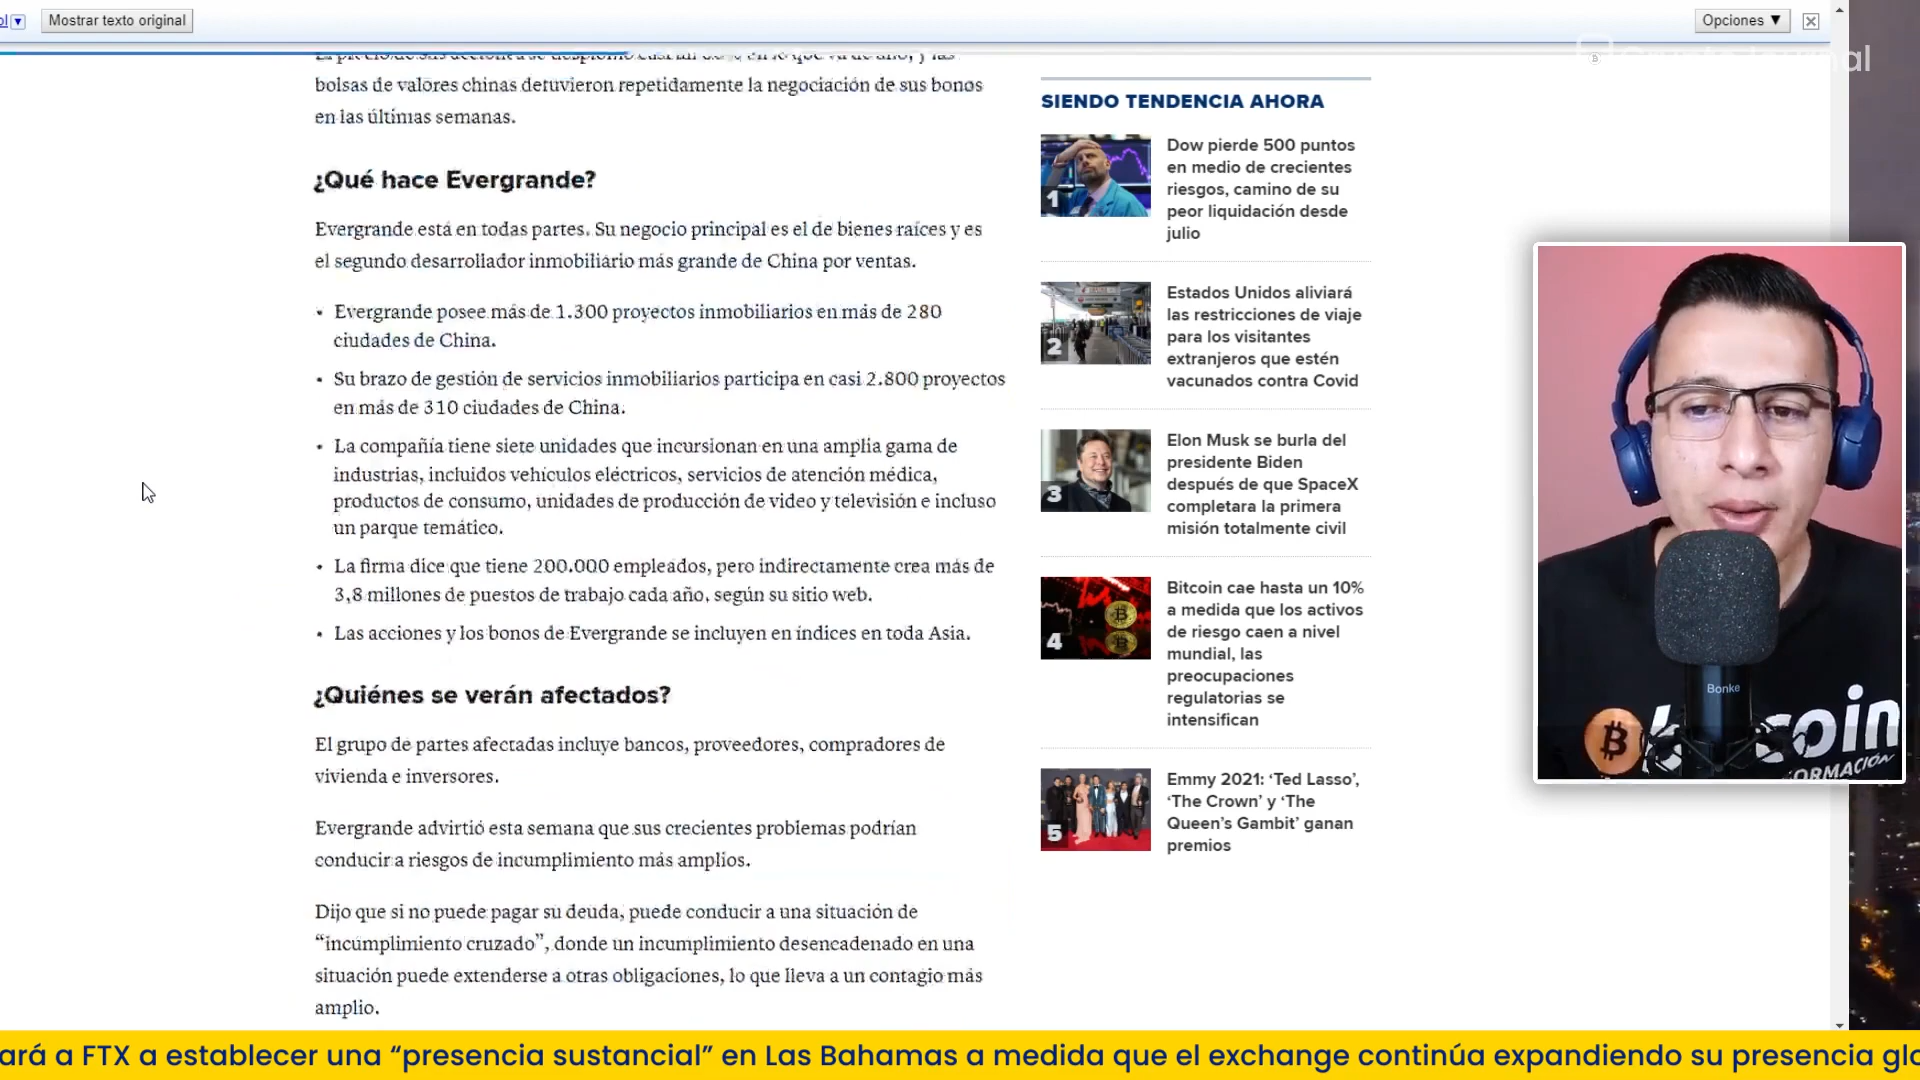 Mostrar texto original
Opciones ▼
bolsas de valores chinas detuvieron repetidamente la negociación de sus bonos
en las últimas semanas.
¿Qué hace Evergrande?
Evergrande está en todas partes. Su negocio principal es el de bienes raíces y es
el segundo desarrollador inmobiliario más grande de China por ventas.
• Evergrande posee más de 1.300 proyectos inmobiliarios en más de 280
ciudades de China.
• Su brazo de gestión de servicios inmobiliarios participa en casi 2.800 proyectos
en más de 310 ciudades de China.
• La compañía tiene siete unidades que incursionan en una amplia gama de
industrias, incluidos vehículos eléctricos, servicios de atención médica,
productos de consumo, unidades de producción de video y televisión e incluso
un parque temático.
• La firma dice que tiene 200.000 empleados, pero indirectamente crea más de
3,8 millones de puestos de trabajo cada año, según su sitio web.
• Las acciones y los bonos de Evergrande se incluyen en índices en toda Asia.
¿Quiénes se verán afectados?
El grupo de partes afectadas incluye bancos, proveedores, compradores de
vivienda e inversores.
Evergrande advirtió esta semana que sus crecientes problemas podrían
conducir a riesgos de incumplimiento más amplios.
Dijo que si no puede pagar su deuda, puede conducir a una situación de
“incumplimiento cruzado”, donde un incumplimiento desencadenado en una
situación puede extenderse a otras obligaciones, lo que lleva a un contagio más
amplio.
SIENDO TENDENCIA AHORA
1
Dow pierde 500 puntos
en medio de crecientes
riesgos, camino de su
peor liquidación desde
julio
2
Estados Unidos aliviará
las restricciones de viaje
para los visitantes
extranjeros que estén
vacunados contra Covid
3
Elon Musk se burla del
presidente Biden
después de que SpaceX
completara la primera
misión totalmente civil
4
Bitcoin cae hasta un 10%
a medida que los activos
de riesgo caen a nivel
mundial, las
preocupaciones
regulatorias se
intensifican
5
Emmy 2021: ‘Ted Lasso’,
‘The Crown’ y ‘The
Queen’s Gambit’ ganan
premios
Bonke
ará a FTX a establecer una “presencia sustancial” en Las Bahamas a medida que el exchange continúa expandiendo su presencia glo